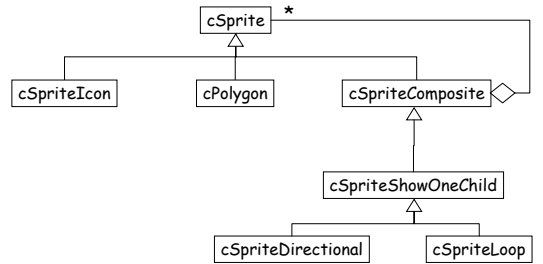 cSprite *
cSpriteIcon cPolygon cSpriteComposite
cSpriteShowOneChild
cSpriteDirectional cSpriteLoop